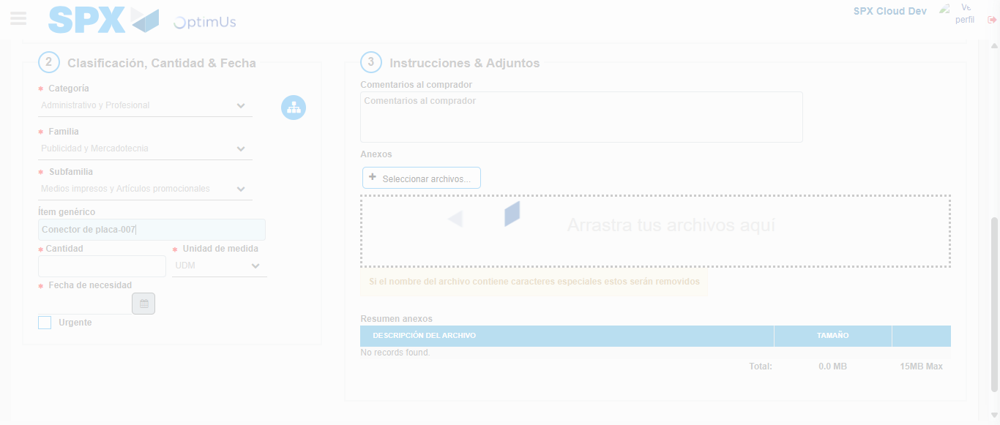 SPX
OptimUs
SPX Cloud Dev
Ve
perfil
2 Clasificación, Cantidad & Fecha
* Categoría
Administrativo y Profesional
* Familia
Publicidad y Mercadotecnia
* Subfamilia
Medios impresos y Artículos promocionales
Ítem genérico
Conector de placa-007
* Cantidad
* Unidad de medida
UDM
* Fecha de necesidad
Urgente
3 Instrucciones & Adjuntos
Comentarios al comprador
Comentarios al comprador
Anexos
+ Seleccionar archivos...
Arrastra tus archivos aquí
Si el nombre del archivo contiene caracteres especiales estos serán removidos
Resumen anexos
DESCRIPCIÓN DEL ARCHIVO TAMAÑO
No records found.
Total: 0.0 MB 15MB Max